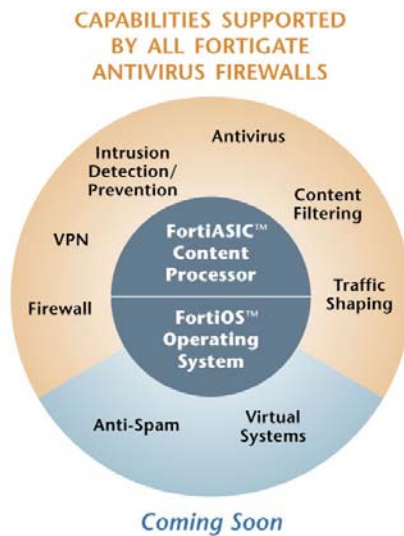 CAPABILITIES SUPPORTED
BY ALL FORTIGATE
ANTIVIRUS FIREWALLS
Antivirus
Intrusion
Detection/
Prevention
Content
Filtering
VPN
FortiASIC™
Content
Processor
Traffic
Shaping
Firewall
FortiOS™
Operating
System
Anti-Spam
Virtual
Systems
Coming Soon